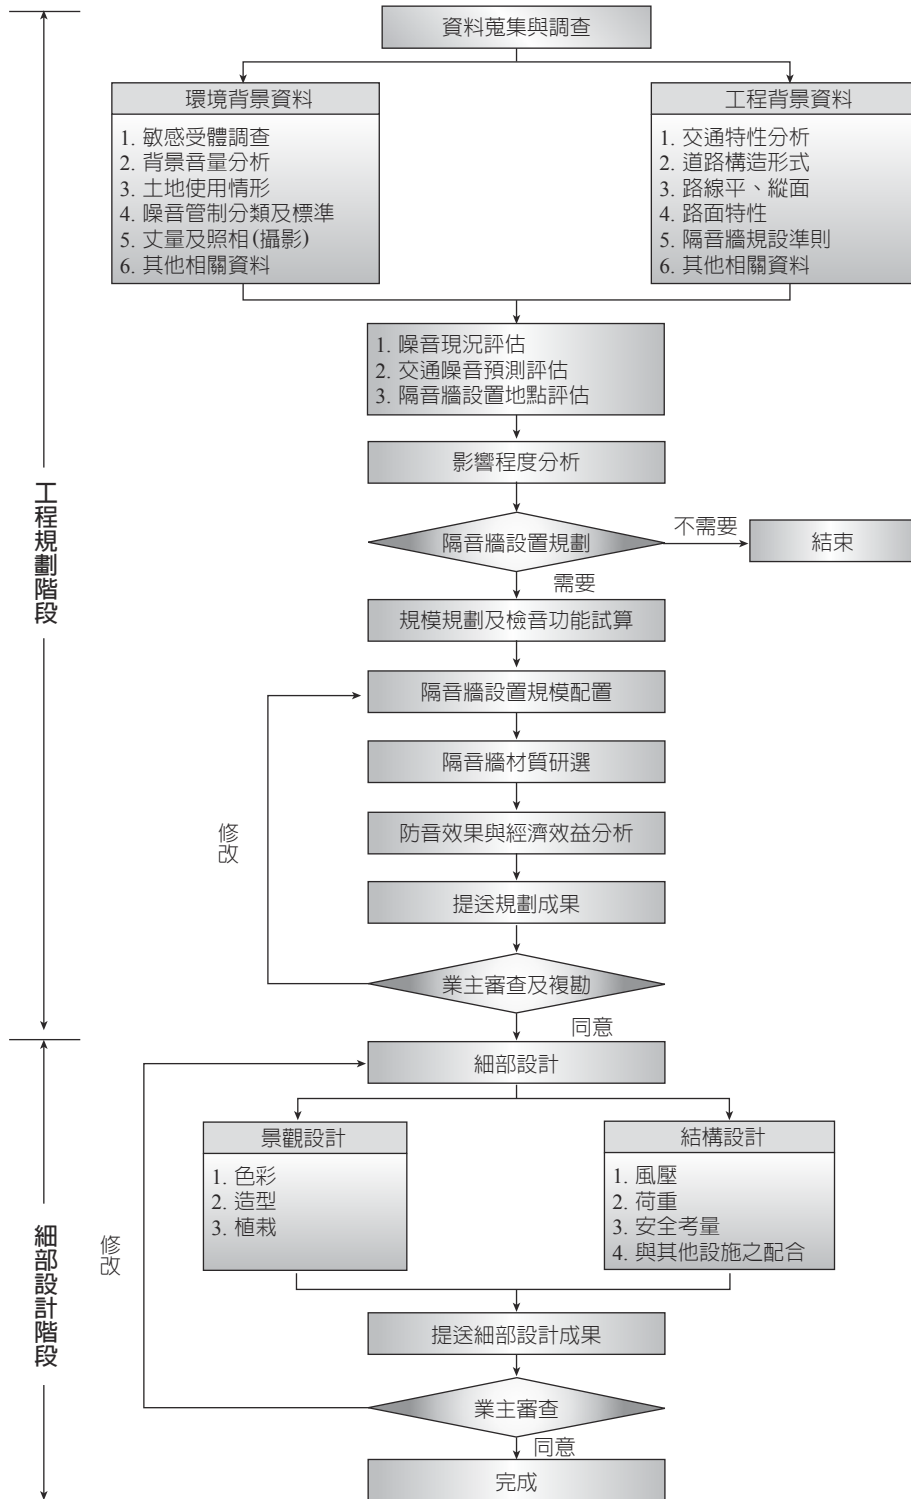 資料蒐集與調查
環境背景資料
1. 敏感受體調查
2. 背景音量分析
3. 土地使用情形
4. 噪音管制分類及標準
5. 丈量及照相(攝影)
6. 其他相關資料
工程背景資料
1. 交通特性分析
2. 道路構造形式
3. 路線平、縱面
4. 路面特性
5. 隔音牆規設準則
6. 其他相關資料
1. 噪音現況評估
2. 交通噪音預測評估
3. 隔音牆設置地點評估
影響程度分析
隔音牆設置規劃
不需要
結束
需要
規模規劃及檢音功能試算
隔音牆設置規模配置
隔音牆材質研選
防音效果與經濟效益分析
提送規劃成果
業主審查及複勘
修改
同意
工程規劃階段
細部設計
景觀設計
1. 色彩
2. 造型
3. 植栽
結構設計
1. 風壓
2. 荷重
3. 安全考量
4. 與其他設施之配合
提送細部設計成果
業主審查
修改
同意
完成
細部設計階段